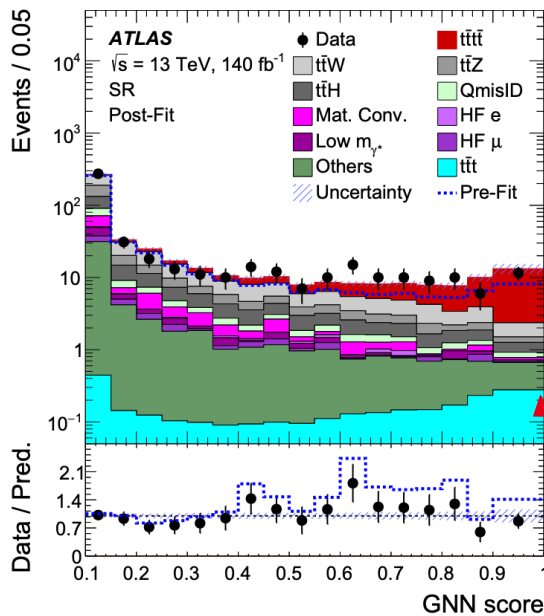 ATLAS
√s = 13 TeV, 140 fb⁻¹
SR
Post-Fit
Data
tt̄tt̄
tt̄W
tt̄Z
tt̄H
QmisID
Mat. Conv.
HF e
Low m_γ*
HF μ
Others
tt̄t
Uncertainty
Pre-Fit
Events / 0.05
10⁴
10³
10²
10
1
10⁻¹
Data / Pred.
2.1
1.4
0.7
0
0.1 0.2 0.3 0.4 0.5 0.6 0.7 0.8 0.9 1
GNN score